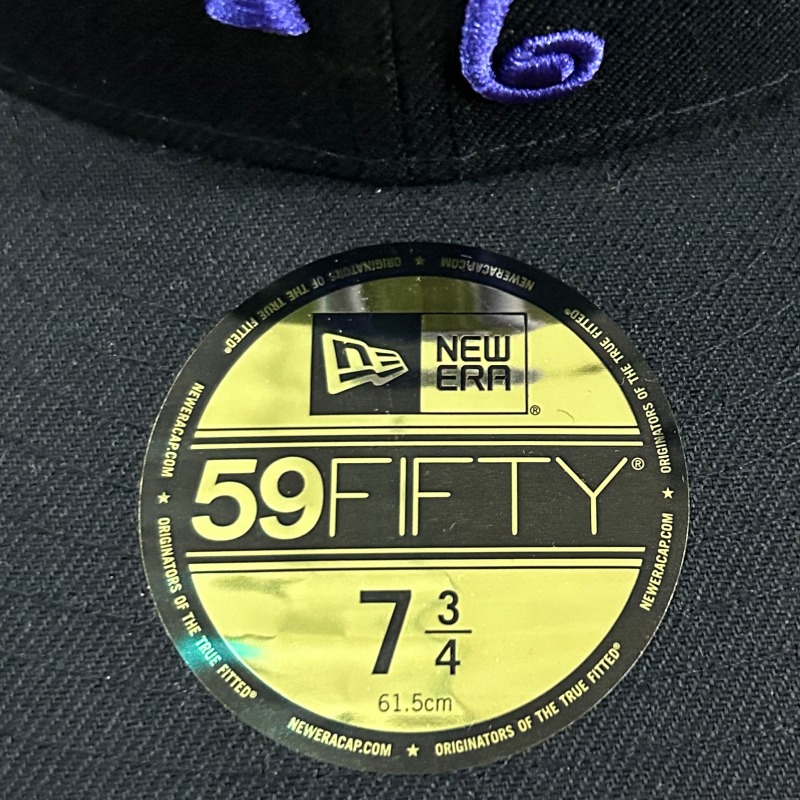 NEW ERA®
59FIFTY®
7 3/4
61.5cm
NEWERACAP.COM ★ ORIGINATORS OF THE TRUE FITTED®
NEWERACAP.COM ★ ORIGINATORS OF THE TRUE FITTED®
NEWERACAP.COM ★ ORIGINATORS OF THE TRUE FITTED®
NEWERACAP.COM ★ ORIGINATORS OF THE TRUE FITTED®